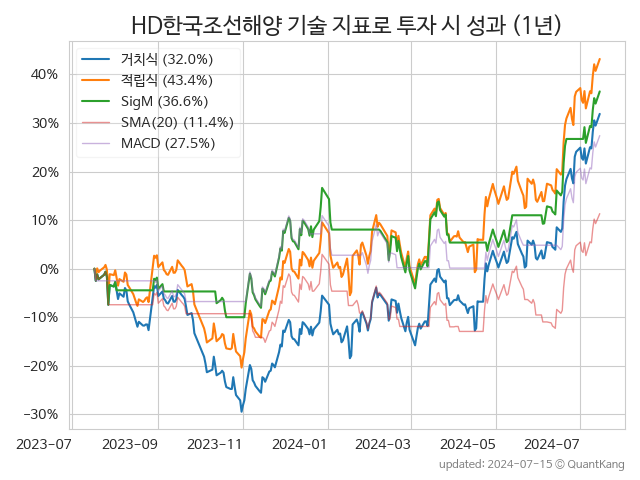 HD한국조선해양 기술 지표로 투자 시 성과 (1년)
거치식 (32.0%)
적립식 (43.4%)
SigM (36.6%)
SMA(20) (11.4%)
MACD (27.5%)
40%
30%
20%
10%
0%
−10%
−20%
−30%
2023-07 2023-09 2023-11 2024-01 2024-03 2024-05 2024-07
updated: 2024-07-15 © QuantKang